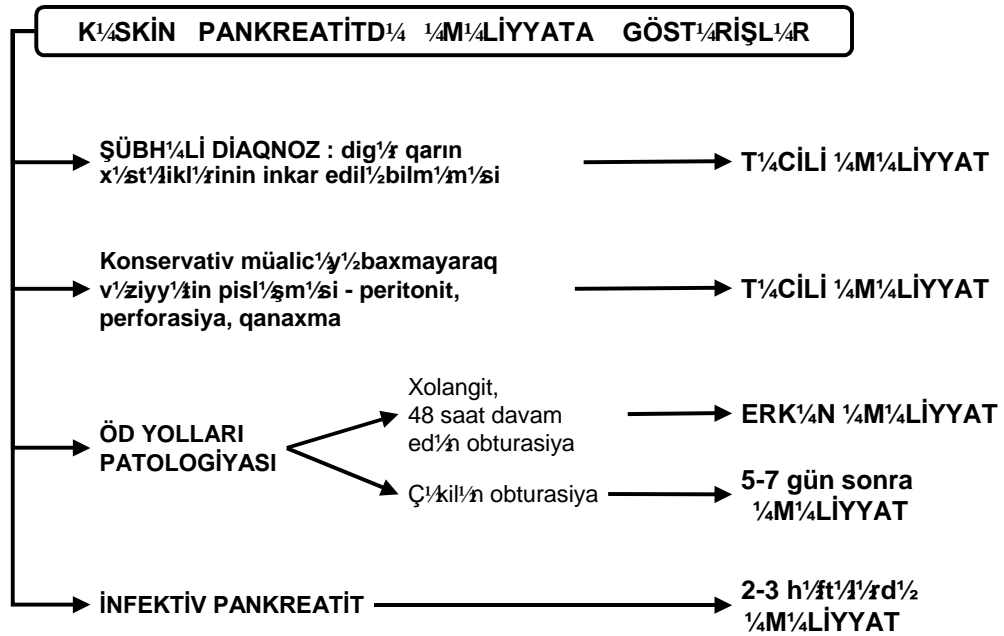 K¼SKİN PANKREATİTD¼ ¼M¼LİYYATA GÖST¼RİŞL¼R
ŞÜBH¼Lİ DİAQNOZ : dig½r qarın
x½st½likl½rinin inkar edil½bilm½m½si
T¼CİLİ ¼M¼LİYYAT
Konservativ müalic½y½baxmayaraq
v½ziyy½tin pisl½şm½si - peritonit,
perforasiya, qanaxma
T¼CİLİ ¼M¼LİYYAT
ÖD YOLLARI
PATOLOGİYASI
Xolangit,
48 saat davam
ed½n obturasiya
ERK¼N ¼M¼LİYYAT
Ç½kil½n obturasiya
5-7 gün sonra
¼M¼LİYYAT
İNFEKTİV PANKREATİT
2-3 h½ft½l½rd½
¼M¼LİYYAT